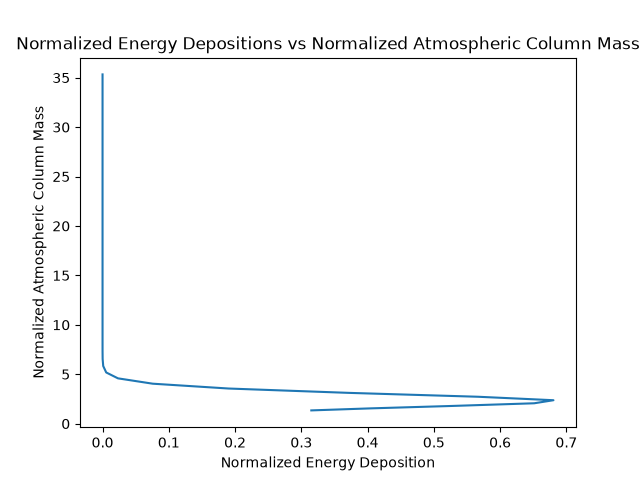 Normalized Energy Depositions vs Normalized Atmospheric Column Mass
Normalized Atmospheric Column Mass
35
30
25
20
15
10
5
0
0.0 0.1 0.2 0.3 0.4 0.5 0.6 0.7
Normalized Energy Deposition